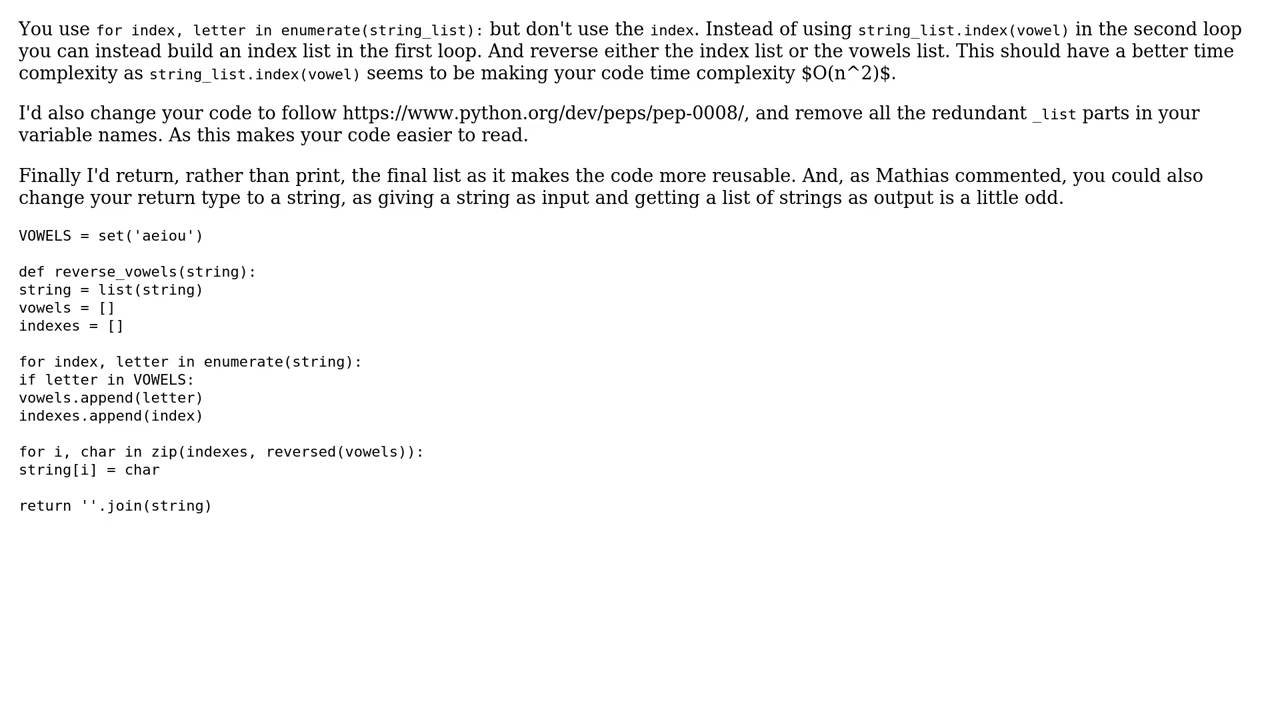 You use for index, letter in enumerate(string_list): but don't use the index. Instead of using string_list.index(vowel) in the second loop
you can instead build an index list in the first loop. And reverse either the index list or the vowels list. This should have a better time
complexity as string_list.index(vowel) seems to be making your code time complexity $O(n^2)$.
I'd also change your code to follow https://www.python.org/dev/peps/pep-0008/, and remove all the redundant _list parts in your
variable names. As this makes your code easier to read.
Finally I'd return, rather than print, the final list as it makes the code more reusable. And, as Mathias commented, you could also
change your return type to a string, as giving a string as input and getting a list of strings as output is a little odd.
VOWELS = set('aeiou')
def reverse_vowels(string):
string = list(string)
vowels = []
indexes = []
for index, letter in enumerate(string):
if letter in VOWELS:
vowels.append(letter)
indexes.append(index)
for i, char in zip(indexes, reversed(vowels)):
string[i] = char
return ''.join(string)